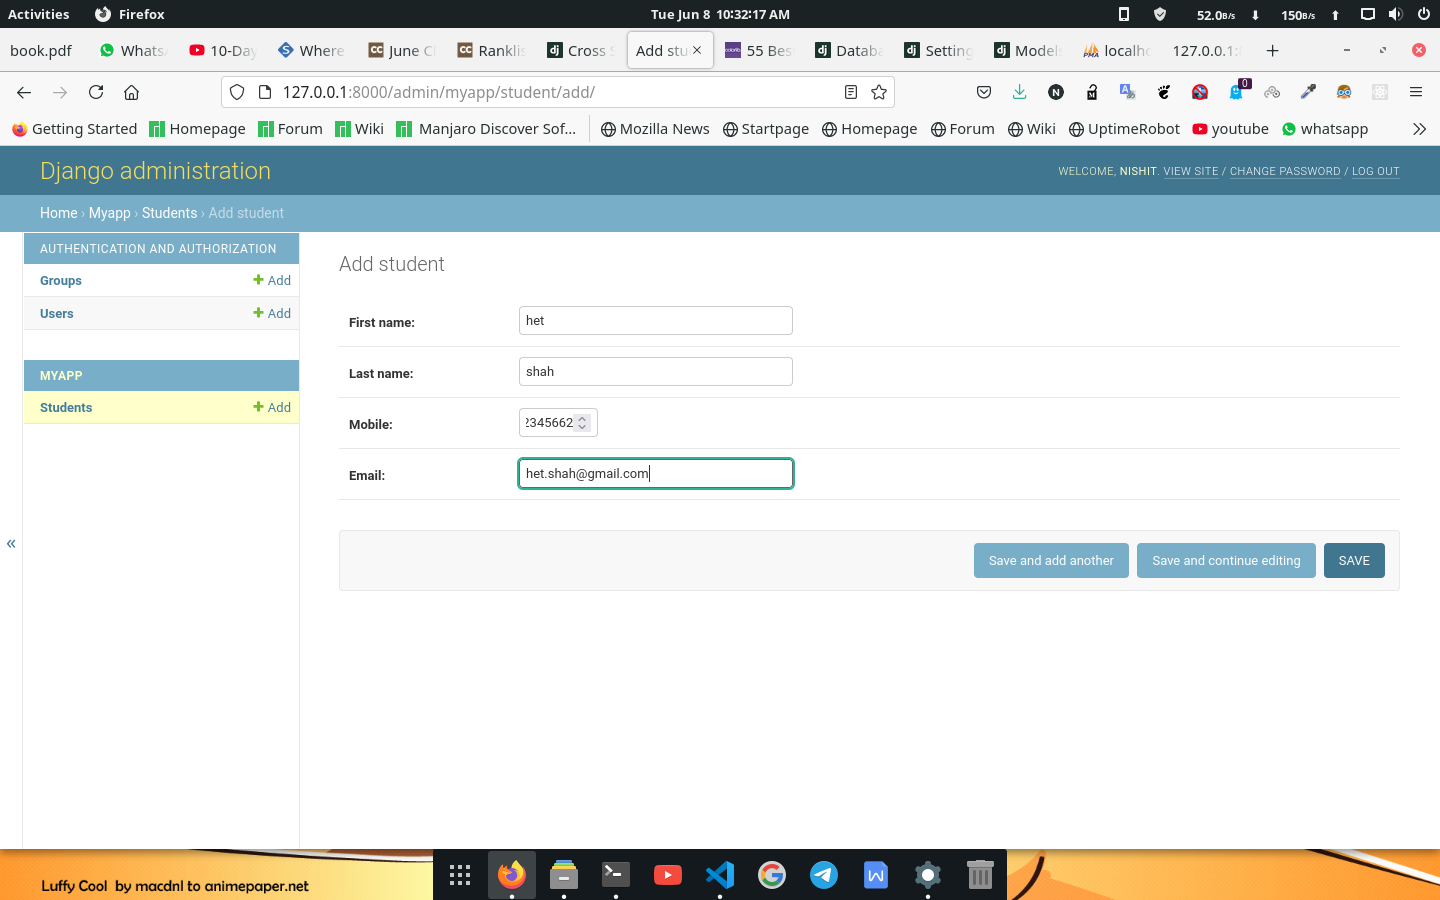 Activities Firefox Tue Jun 8 10:32:17 AM 52.0B/s 150B/s
book.pdf Whats 10-Day Where June C Ranklis Cross S Add stu 55 Bes Databa Setting Models localho 127.0.0.1:
127.0.0.1:8000/admin/myapp/student/add/ 0
Getting Started Homepage Forum Wiki Manjaro Discover Sof... Mozilla News Startpage Homepage Forum Wiki UptimeRobot youtube whatsapp
Django administration WELCOME, NISHIT. VIEW SITE / CHANGE PASSWORD / LOG OUT
Home › Myapp › Students › Add student
AUTHENTICATION AND AUTHORIZATION
Groups + Add
Users + Add
MYAPP
Students + Add
«
Add student
First name: het
Last name: shah
Mobile: 2345662
Email: het.shah@gmail.com
Save and add another Save and continue editing SAVE
Luffy Cool by macdnl to animepaper.net